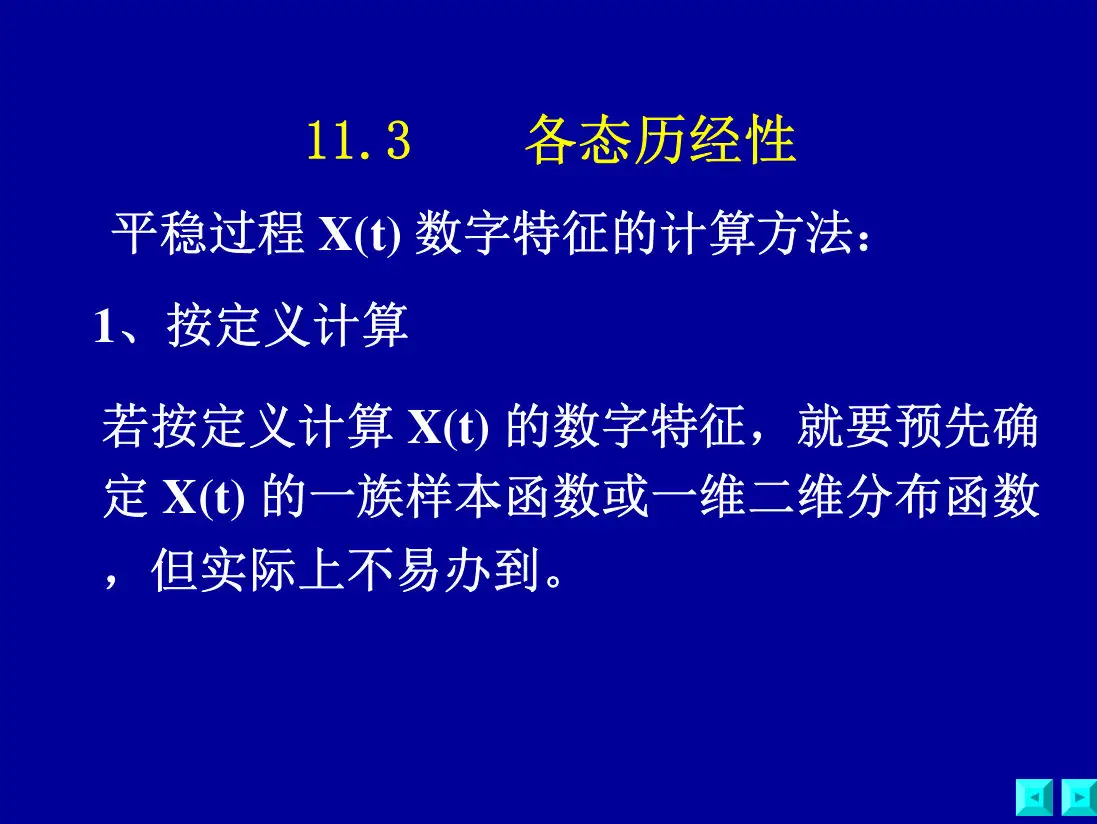 11.3 各态历经性
平稳过程 X(t) 数字特征的计算方法：
1、按定义计算
若按定义计算 X(t) 的数字特征，就要预先确
定 X(t) 的一族样本函数或一维二维分布函数
，但实际上不易办到。